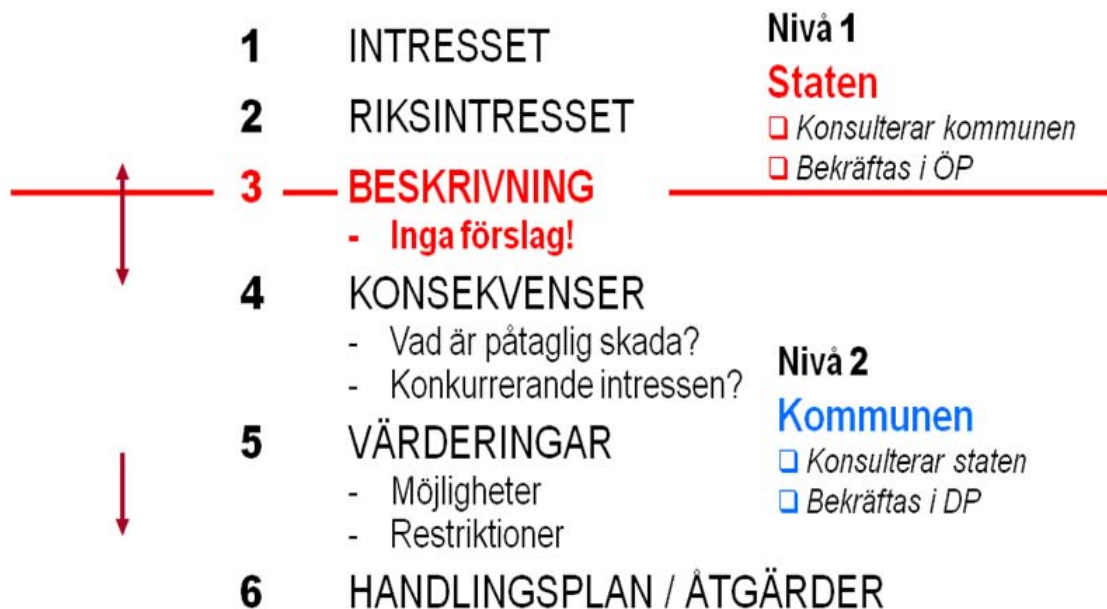 1 INTRESSET
2 RIKSINTRESSET
3 BESKRIVNING
- Inga förslag!
4 KONSEKVENSER
- Vad är påtaglig skada?
- Konkurrerande intressen?
5 VÄRDERINGAR
- Möjligheter
- Restriktioner
6 HANDLINGSPLAN / ÅTGÄRDER
Nivå 1
Staten
Konsulterar kommunen
Bekräftas i ÖP
Nivå 2
Kommunen
Konsulterar staten
Bekräftas i DP